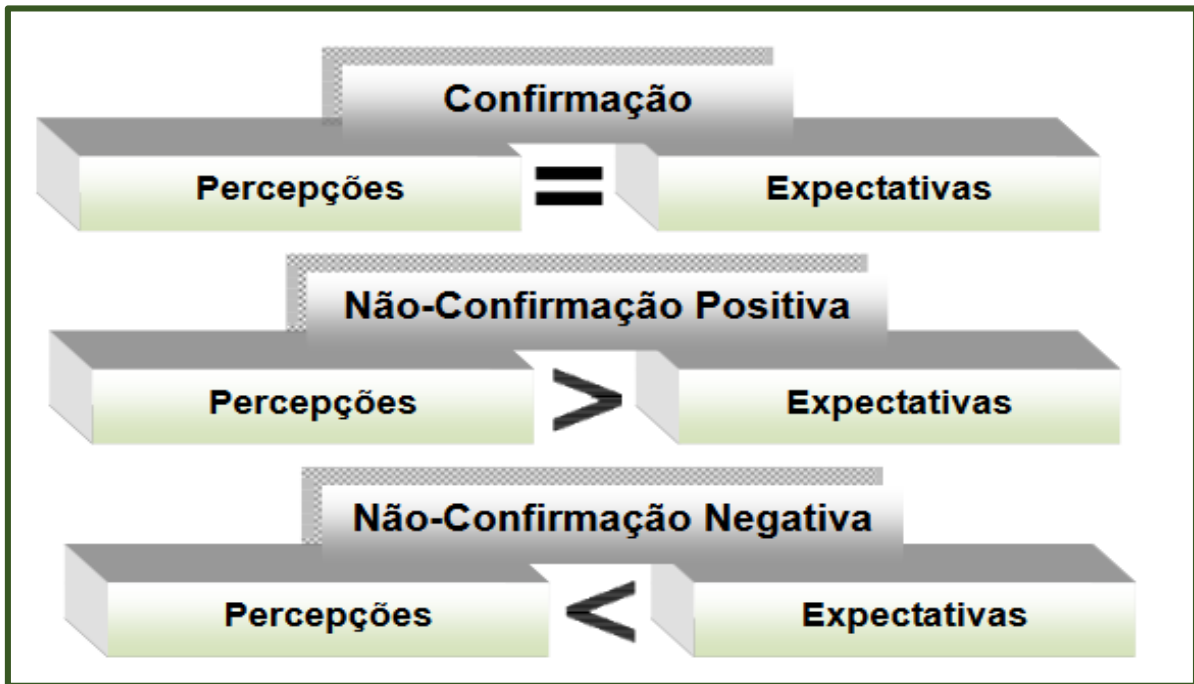 Confirmação
Percepções = Expectativas
Não-Confirmação Positiva
Percepções > Expectativas
Não-Confirmação Negativa
Percepções < Expectativas